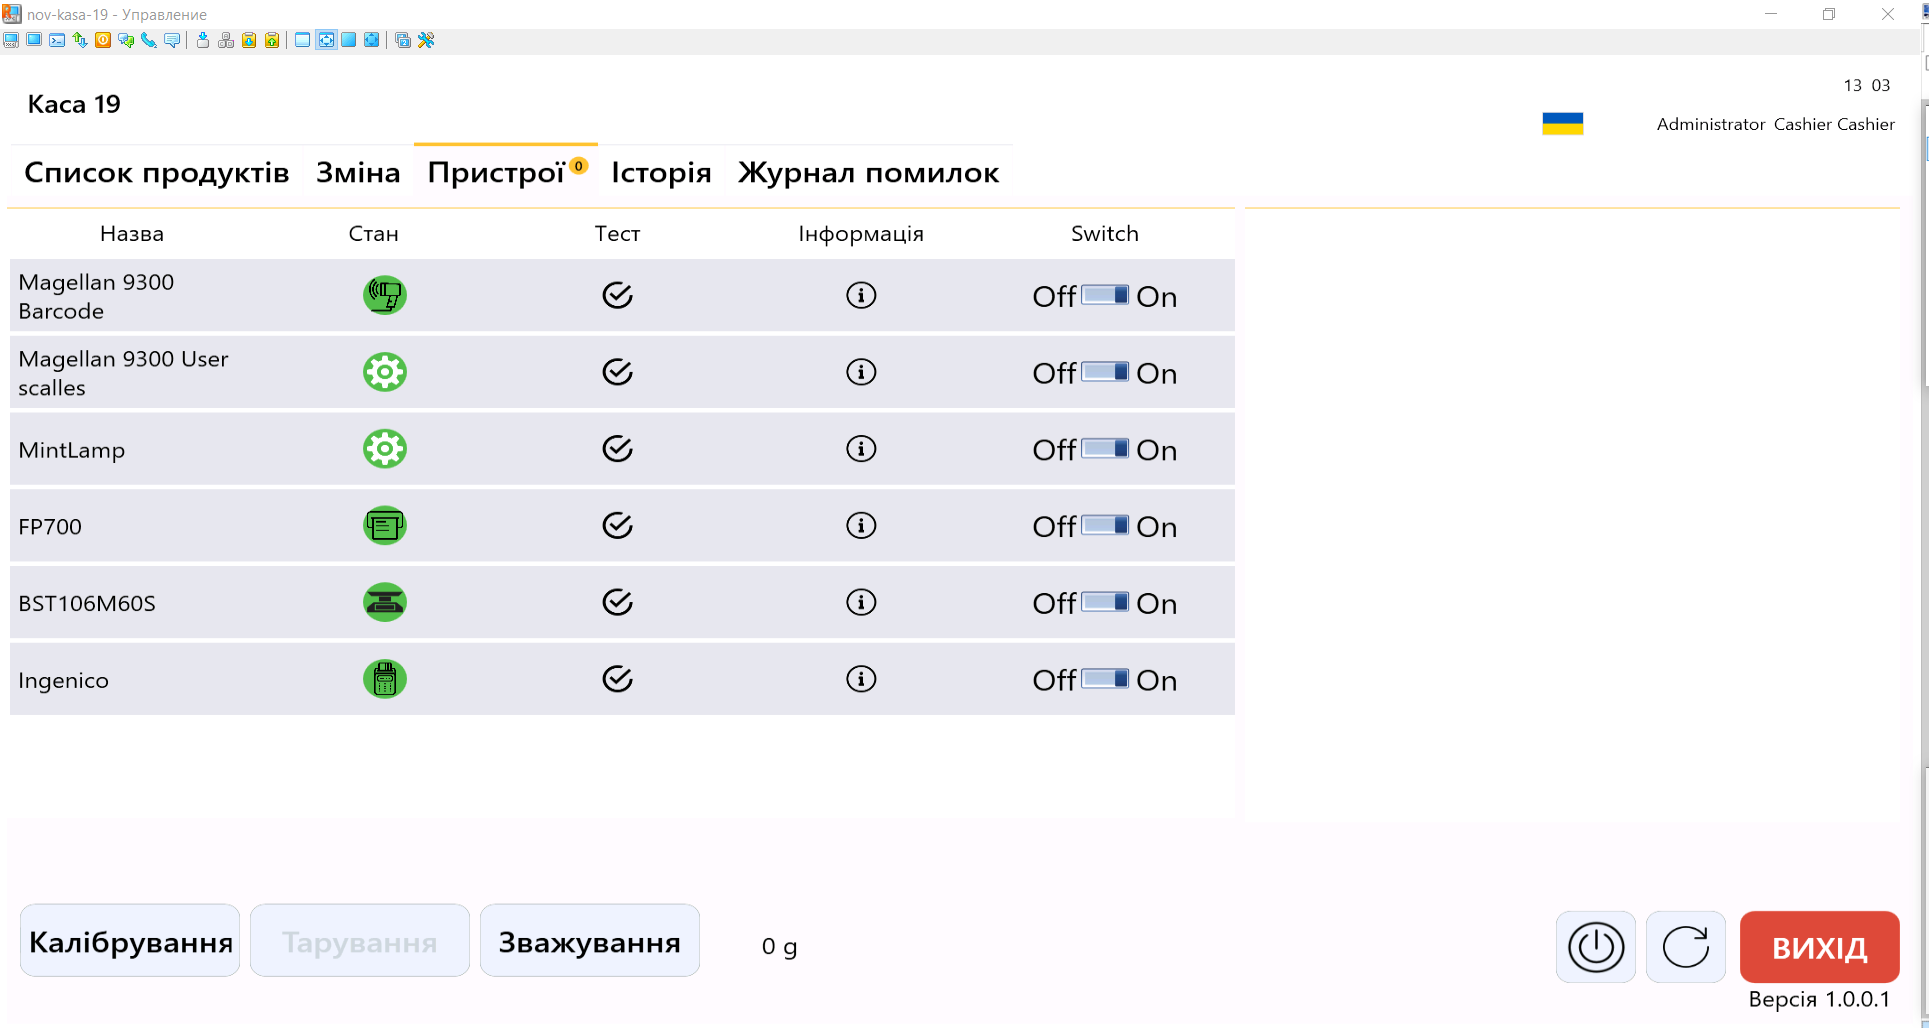 nov-kasa-19 - Управление
13 03
Каса 19
Administrator Cashier Cashier
Список продуктів Зміна Пристрої 0 Історія Журнал помилок
Назва Стан Тест Інформація Switch
Magellan 9300
Barcode
Off On
Magellan 9300 User
scalles
Off On
MintLamp Off On
FP700 Off On
BST106M60S Off On
Ingenico Off On
Калібрування Тарування Зважування 0 g ВИХІД
Версія 1.0.0.1